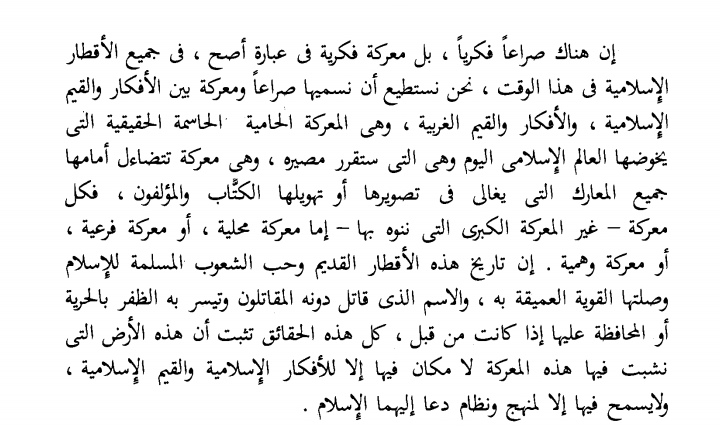 إن هناك صراعاً فكرياً ، بل معركة فكرية فى عبارة أصح ، فى جميع الأقطار
الإسلامية فى هذا الوقت ، نحن نستطيع أن نسميها صراعاً ومعركة بين الأفكار والقيم
الإسلامية ، والأفكار والقيم الغربية ، وهى المعركة الحامية الحاسمة الحقيقية التى
يخوضها العالم الإسلامى اليوم وهى التى ستقرر مصيره ، وهى معركة تتضاءل أمامها
جميع المعارك التى يغالى فى تصويرها أو تهويلها الكتَّاب والمؤلفون ، فكل
معركة – غير المعركة الكبرى التى ننوه بها – إما معركة محلية ، أو معركة فرعية ،
أو معركة وهمية . إن تاريخ هذه الأقطار القديم وحب الشعوب المسلمة للإسلام
وصلتها القوية العميقة به ، والاسم الذى قاتل دونه المقاتلون وتيسر به الظفر بالحرية
أو المحافظة عليها إذا كانت من قبل ، كل هذه الحقائق تثبت أن هذه الأرض التى
نشبت فيها هذه المعركة لا مكان فيها إلا للأفكار الإسلامية والقيم الإسلامية ،
ولايسمح فيها إلا لمنهج ونظام دعا إليهما الإسلام .